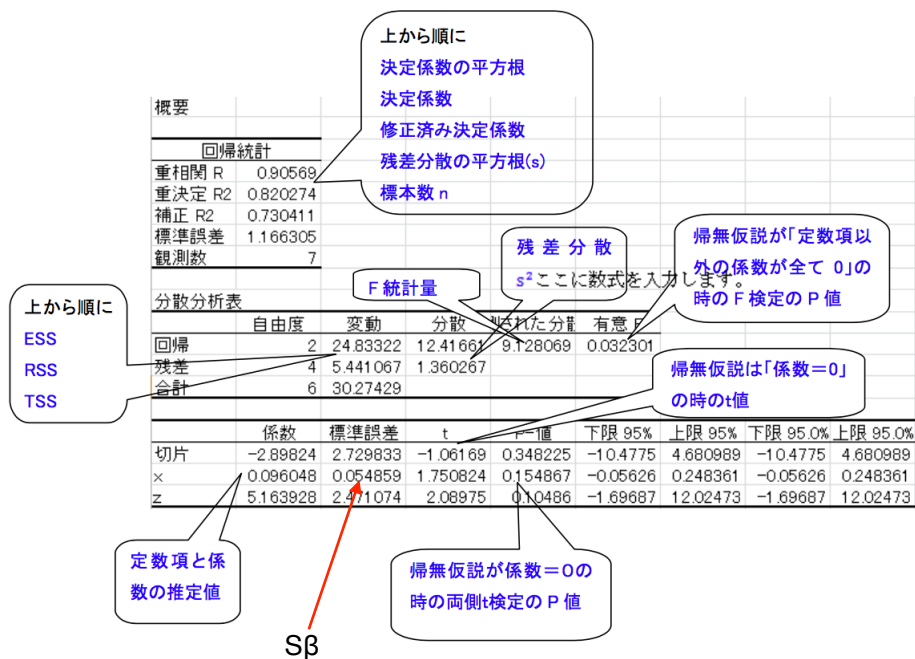 上から順に
決定係数の平方根
決定係数
修正済み決定係数
残差分散の平方根(s)
標本数 n
概要
回帰統計
重相関 R 0.90569
重決定 R2 0.820274
補正 R2 0.730411
標準誤差 1.166305
観測数 7
残差分散
s²ここに数式を入力します。
帰無仮説が「定数項以
外の係数が全て 0」の
時の F 検定の P 値
F 統計量
上から順に
ESS
RSS
TSS
分散分析表
自由度 変動 分散 された分 有意 F
回帰 2 24.83322 12.41661 9.128069 0.032301
残差 4 5.441067 1.360267
合計 6 30.27429
帰無仮説は「係数＝0」
の時のt値
係数 標準誤差 t P-値 下限 95% 上限 95% 下限 95.0% 上限 95.0%
切片 -2.89824 2.729833 -1.06169 0.348225 -10.4775 4.680989 -10.4775 4.680989
x 0.096048 0.054859 1.750824 0.154867 -0.05626 0.248361 -0.05626 0.248361
z 5.163928 2.471074 2.08975 0.10486 -1.69687 12.02473 -1.69687 12.02473
定数項と係
数の推定値
帰無仮説が係数＝0の
時の両側t検定の P 値
Sβ